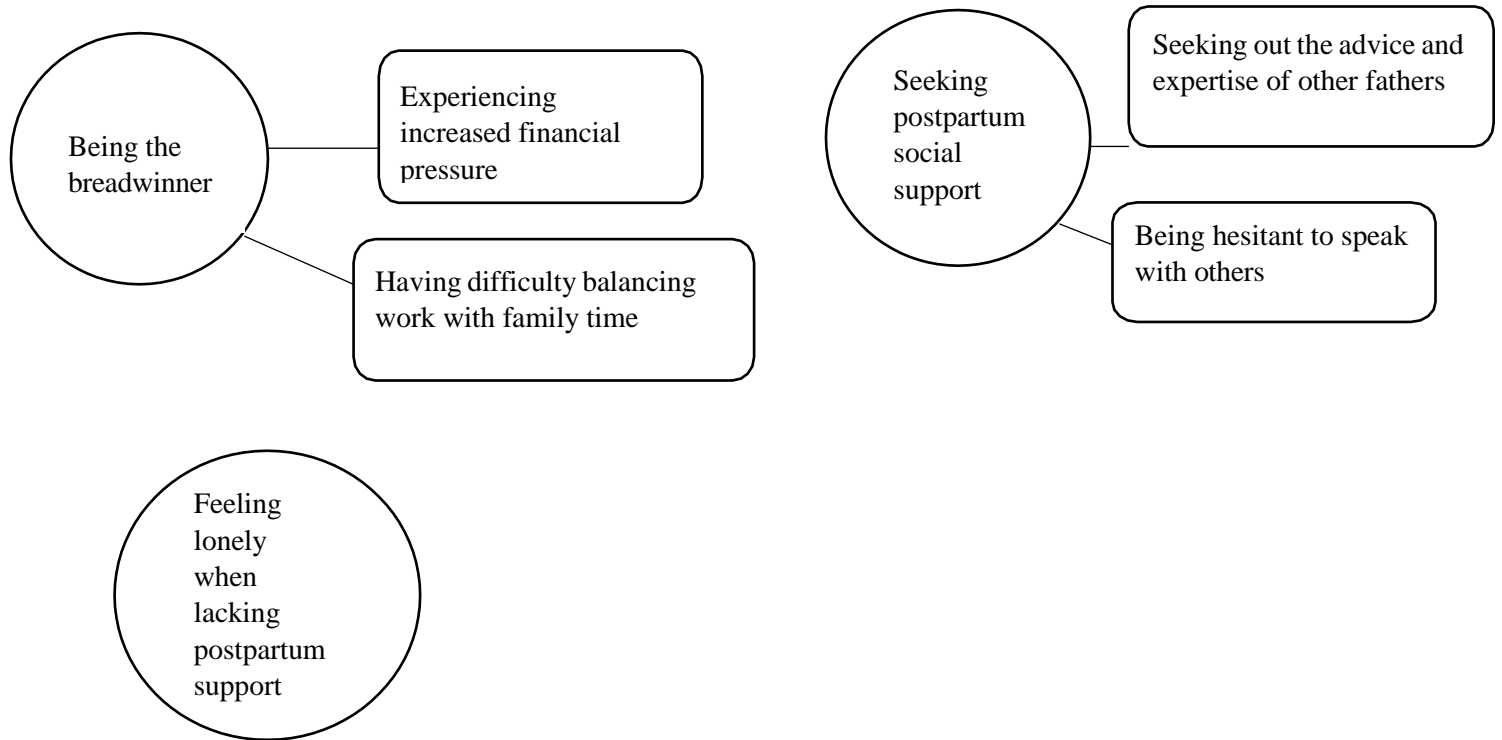 Being the
breadwinner
Experiencing
increased financial
pressure
Having difficulty balancing
work with family time
Seeking
postpartum
social
support
Seeking out the advice and
expertise of other fathers
Being hesitant to speak
with others
Feeling
lonely
when
lacking
postpartum
support